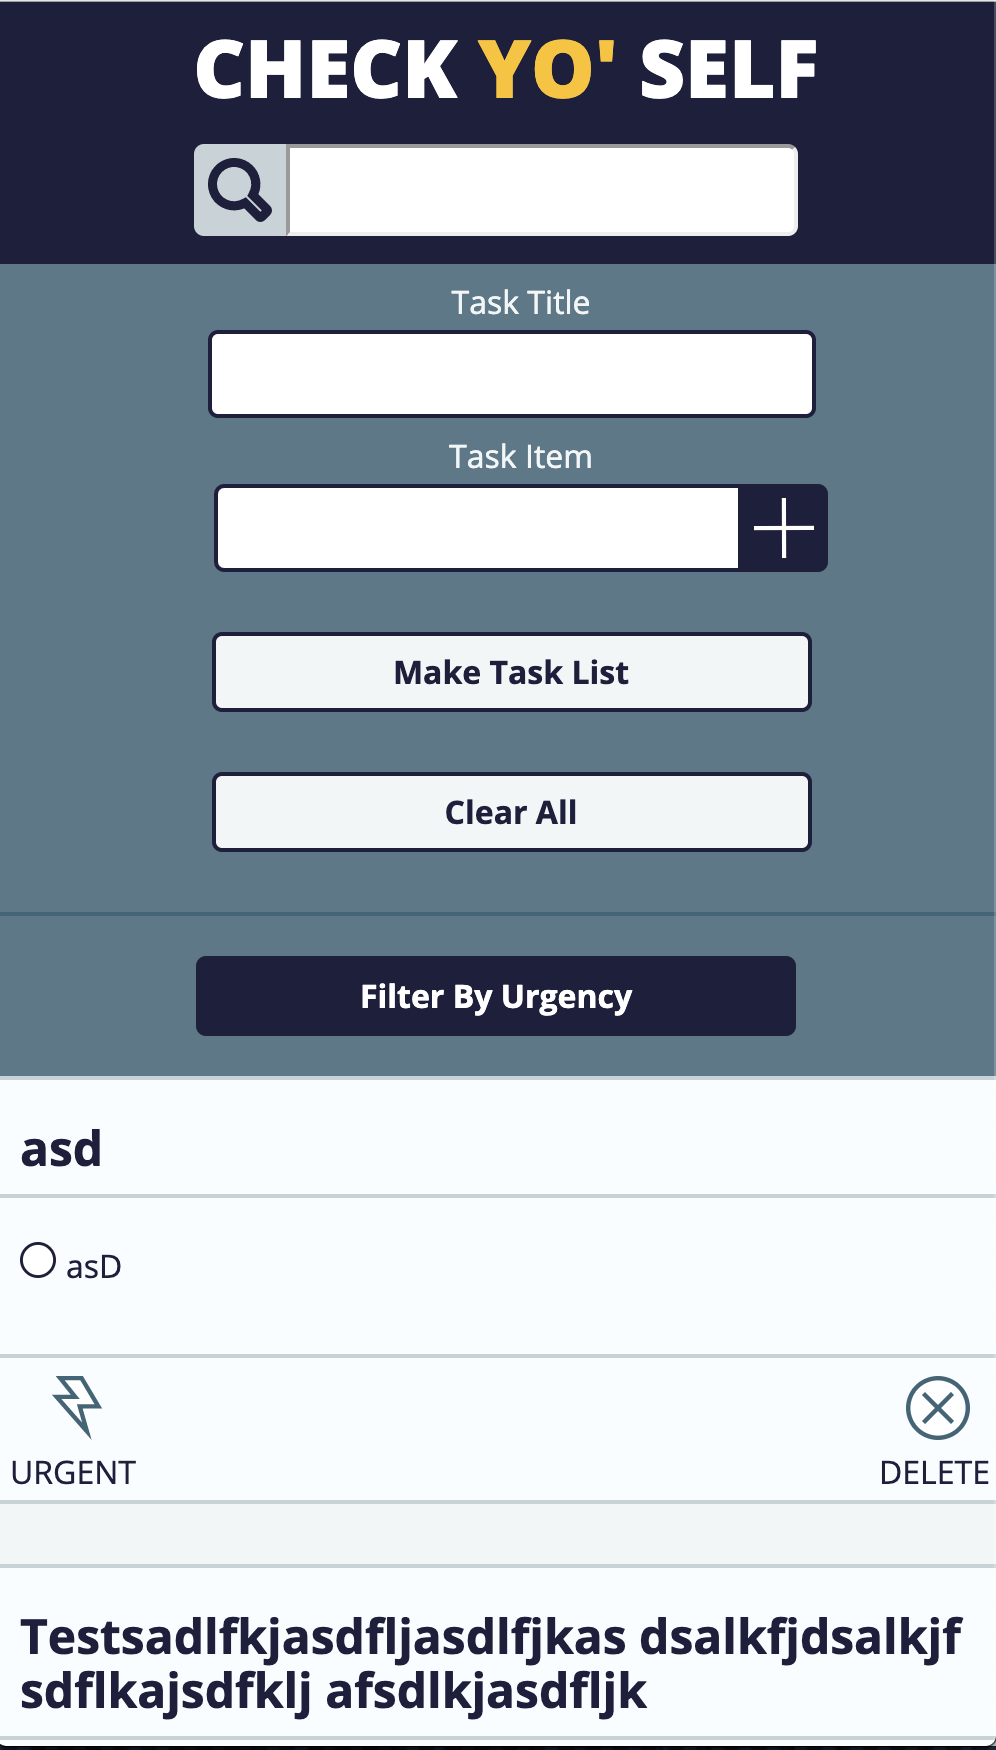 CHECK YO' SELF
Task Title
Task Item
Make Task List
Clear All
Filter By Urgency
asd
asD
URGENT
DELETE
Testsadlfkjasdfljasdlfjkas dsalkfjdsalkjf
sdflkajsdfklj afsdlkjasdfljk